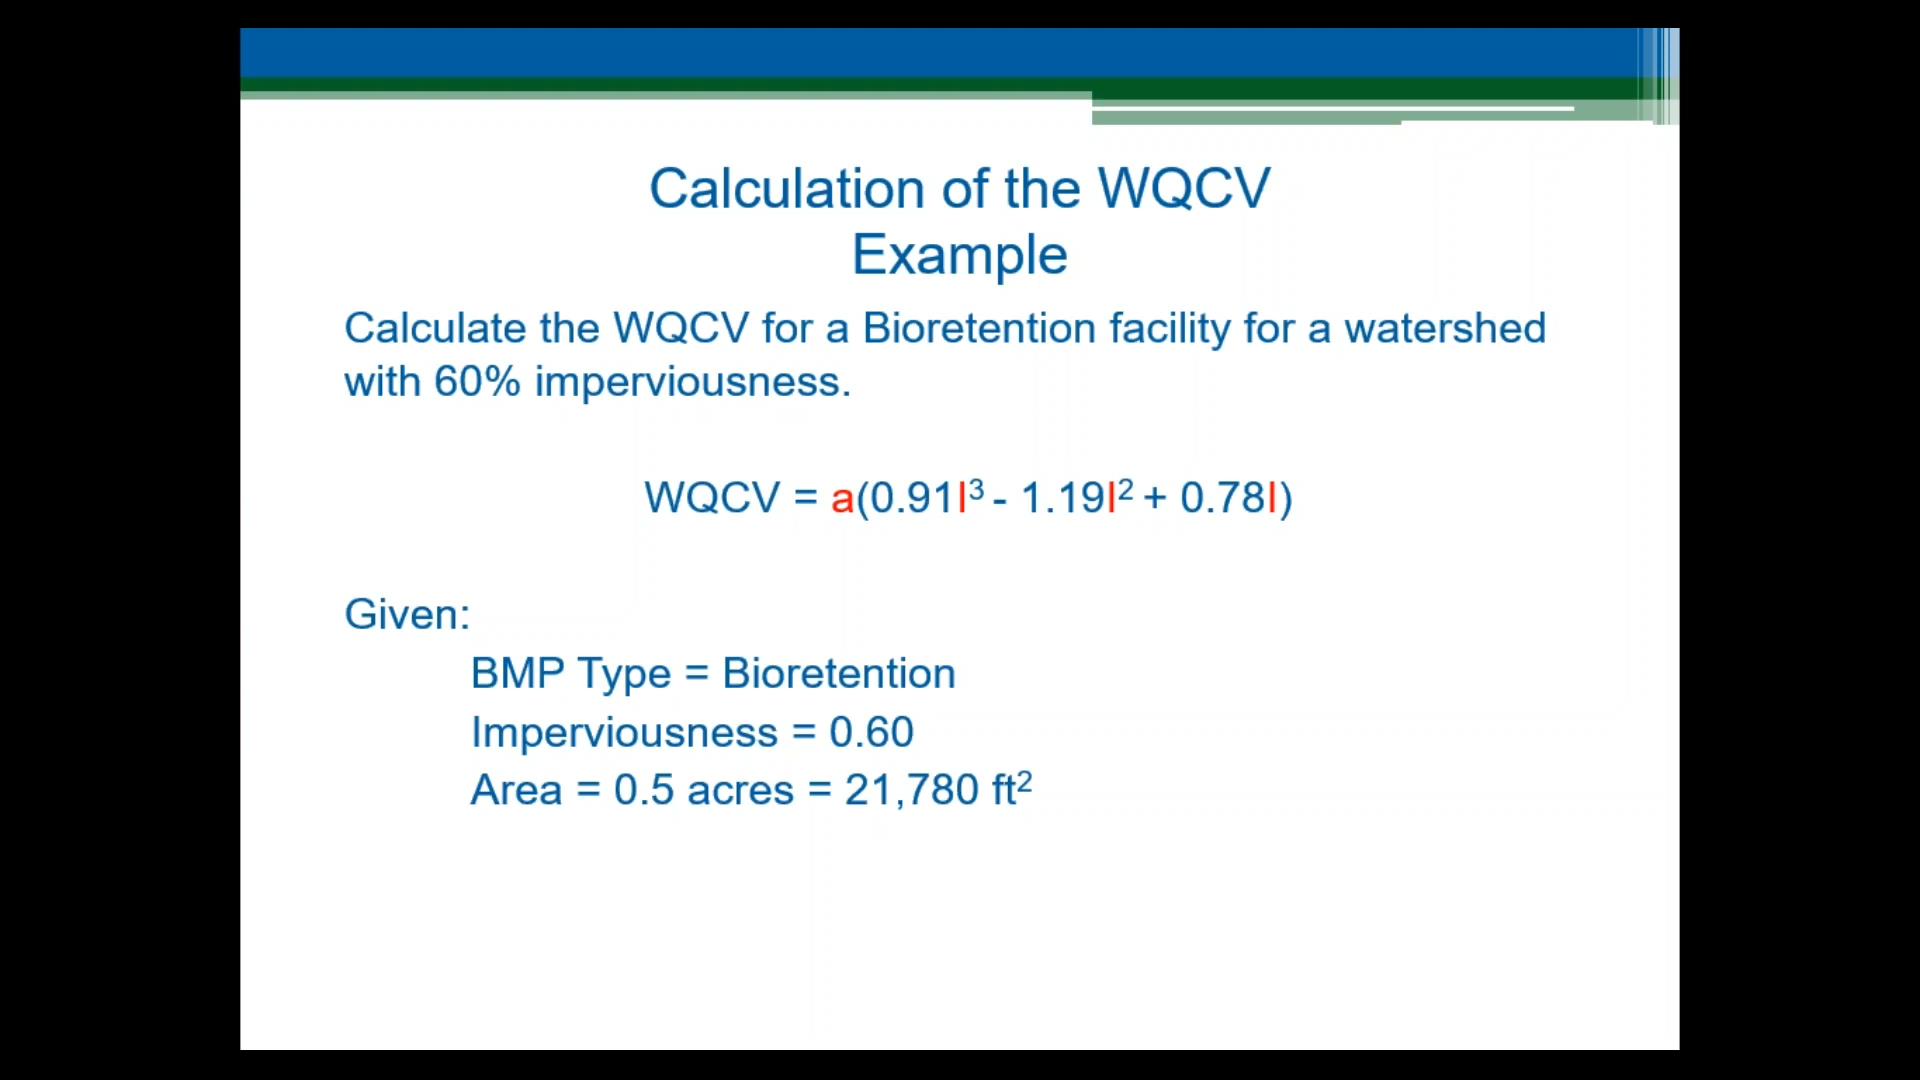 Calculation of the WQCV
Example
Calculate the WQCV for a Bioretention facility for a watershed
with 60% imperviousness.
WQCV = a(0.91I³ - 1.19I² + 0.78I)
Given:
BMP Type = Bioretention
Imperviousness = 0.60
Area = 0.5 acres = 21,780 ft²